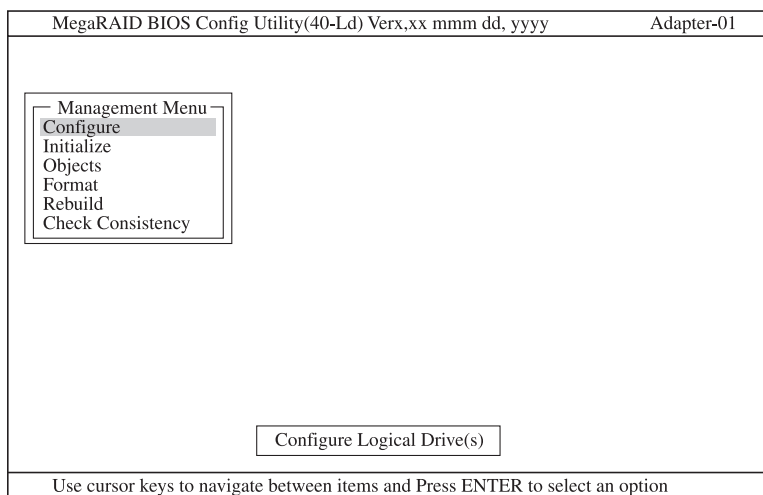 MegaRAID BIOS Config Utility(40-Ld) Verx,xx mmm dd, yyyy Adapter-01
Management Menu
Configure
Initialize
Objects
Format
Rebuild
Check Consistency
Configure Logical Drive(s)
Use cursor keys to navigate between items and Press ENTER to select an option